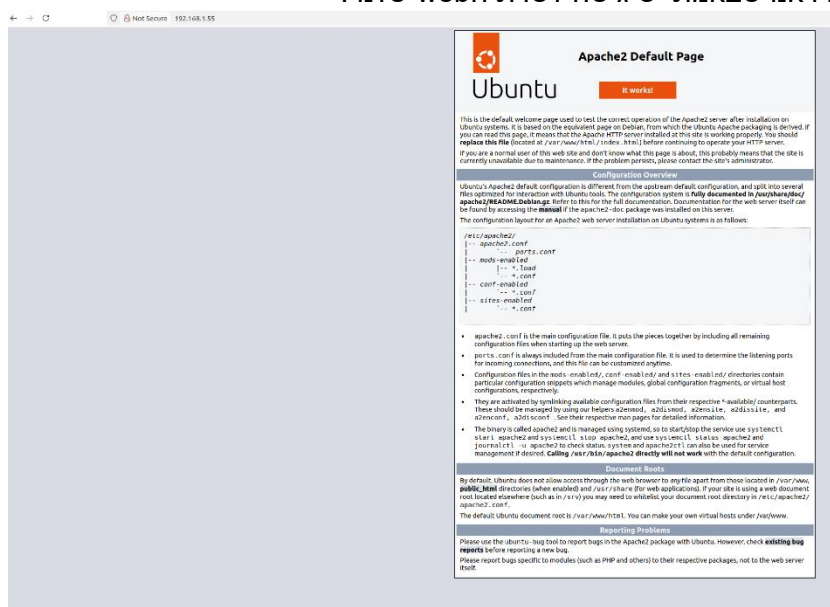 Not Secure 192.168.1.55
Apache2 Default Page
Ubuntu
It works!
This is the default welcome page used to test the correct operation of the Apache2 server after installation on
Ubuntu systems. It is based on the equivalent page on Debian, from which the Ubuntu Apache packaging is derived. If
you can read this page, it means that the Apache HTTP server installed at this site is working properly. You should
replace this file (located at /var/www/html/index.html) before continuing to operate your HTTP server.
If you are a normal user of this web site and don't know what this page is about, this probably means that the site is
currently unavailable due to maintenance. If the problem persists, please contact the site's administrator.
Configuration Overview
Ubuntu's Apache2 default configuration is different from the upstream default configuration, and split into several
files optimized for interaction with Ubuntu tools. The configuration system is fully documented in /usr/share/doc/
apache2/README.Debian.gz. Refer to this for the full documentation. Documentation for the web server itself can
be found by accessing the manual if the apache2-doc package was installed on this server.
The configuration layout for an Apache2 web server installation on Ubuntu systems is as follows:
/etc/apache2/
|-- apache2.conf
|       `--  ports.conf
|-- mods-enabled
|       |-- *.load
|       `-- *.conf
|-- conf-enabled
|       `-- *.conf
|-- sites-enabled
|       `-- *.conf
• apache2.conf is the main configuration file. It puts the pieces together by including all remaining
configuration files when starting up the web server.
• ports.conf is always included from the main configuration file. It is used to determine the listening ports
for incoming connections, and this file can be customized anytime.
• Configuration files in the mods-enabled/, conf-enabled/ and sites-enabled/ directories contain
particular configuration snippets which manage modules, global configuration fragments, or virtual host
configurations, respectively.
• They are activated by symlinking available configuration files from their respective *-available/ counterparts.
These should be managed by using our helpers a2enmod, a2dismod, a2ensite, a2dissite, and
a2enconf, a2disconf . See their respective man pages for detailed information.
• The binary is called apache2 and is managed using systemd, so to start/stop the service use systemctl
start apache2 and systemctl stop apache2, and use systemctl status apache2 and
journalctl -u apache2 to check status. system and apache2ctl can also be used for service
management if desired. Calling /usr/bin/apache2 directly will not work with the default configuration.
Document Roots
By default, Ubuntu does not allow access through the web browser to any file apart from those located in /var/www,
public_html directories (when enabled) and /usr/share (for web applications). If your site is using a web document
root located elsewhere (such as in /srv) you may need to whitelist your document root directory in /etc/apache2/
apache2.conf.
The default Ubuntu document root is /var/www/html. You can make your own virtual hosts under /var/www.
Reporting Problems
Please use the ubuntu-bug tool to report bugs in the Apache2 package with Ubuntu. However, check existing bug
reports before reporting a new bug.
Please report bugs specific to modules (such as PHP and others) to their respective packages, not to the web server
itself.